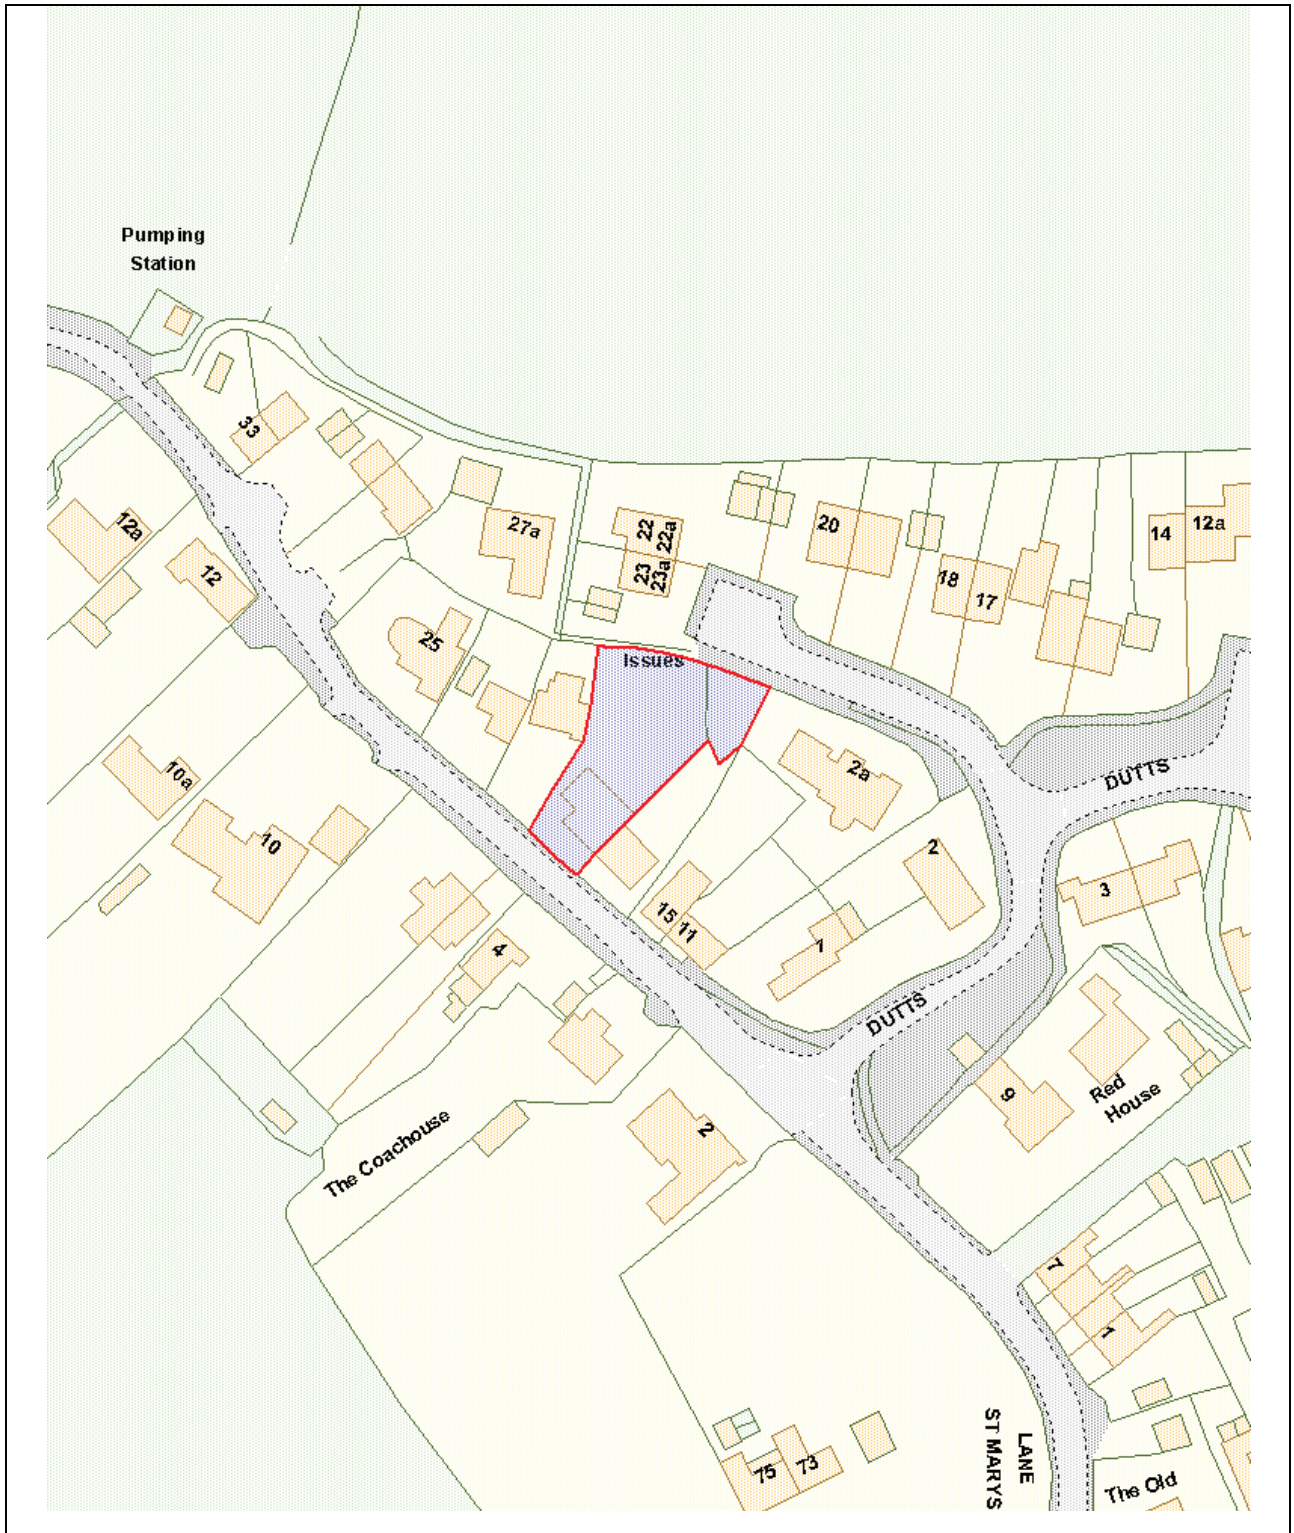 Pumping
Station
33
12a
12
27a
22
22a
23
23a
20
18
17
14
12a
25
Issues
10a
10
2a
DUTTS
2
3
15
11
1
4
DUTTS
9
Red
House
The Coachouse
2
7
1
75
73
ST MARYS
LANE
The Old